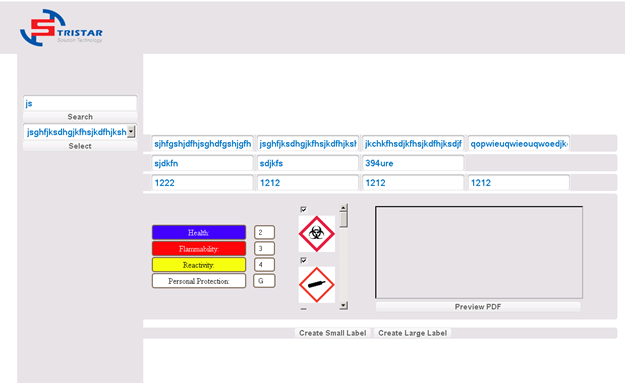 TRISTAR
Solution Technology
js
Search
jsghfjksdhgjkfhsjkdfhjksh
Select
sjhfgshjdfhjsghdfgshjgfh jsghfjksdhgjkfhsjkdfhjksh jkchkfhsdjkfhsjkdfhjksdjf qopwieuqwieouqwoedjk
sjdkfn sdjkfs 394ure
1222 1212 1212 1212
Health: 2
Flammability: 3
Reactivity: 4
Personal Protection: G
Preview PDF
Create Small Label Create Large Label